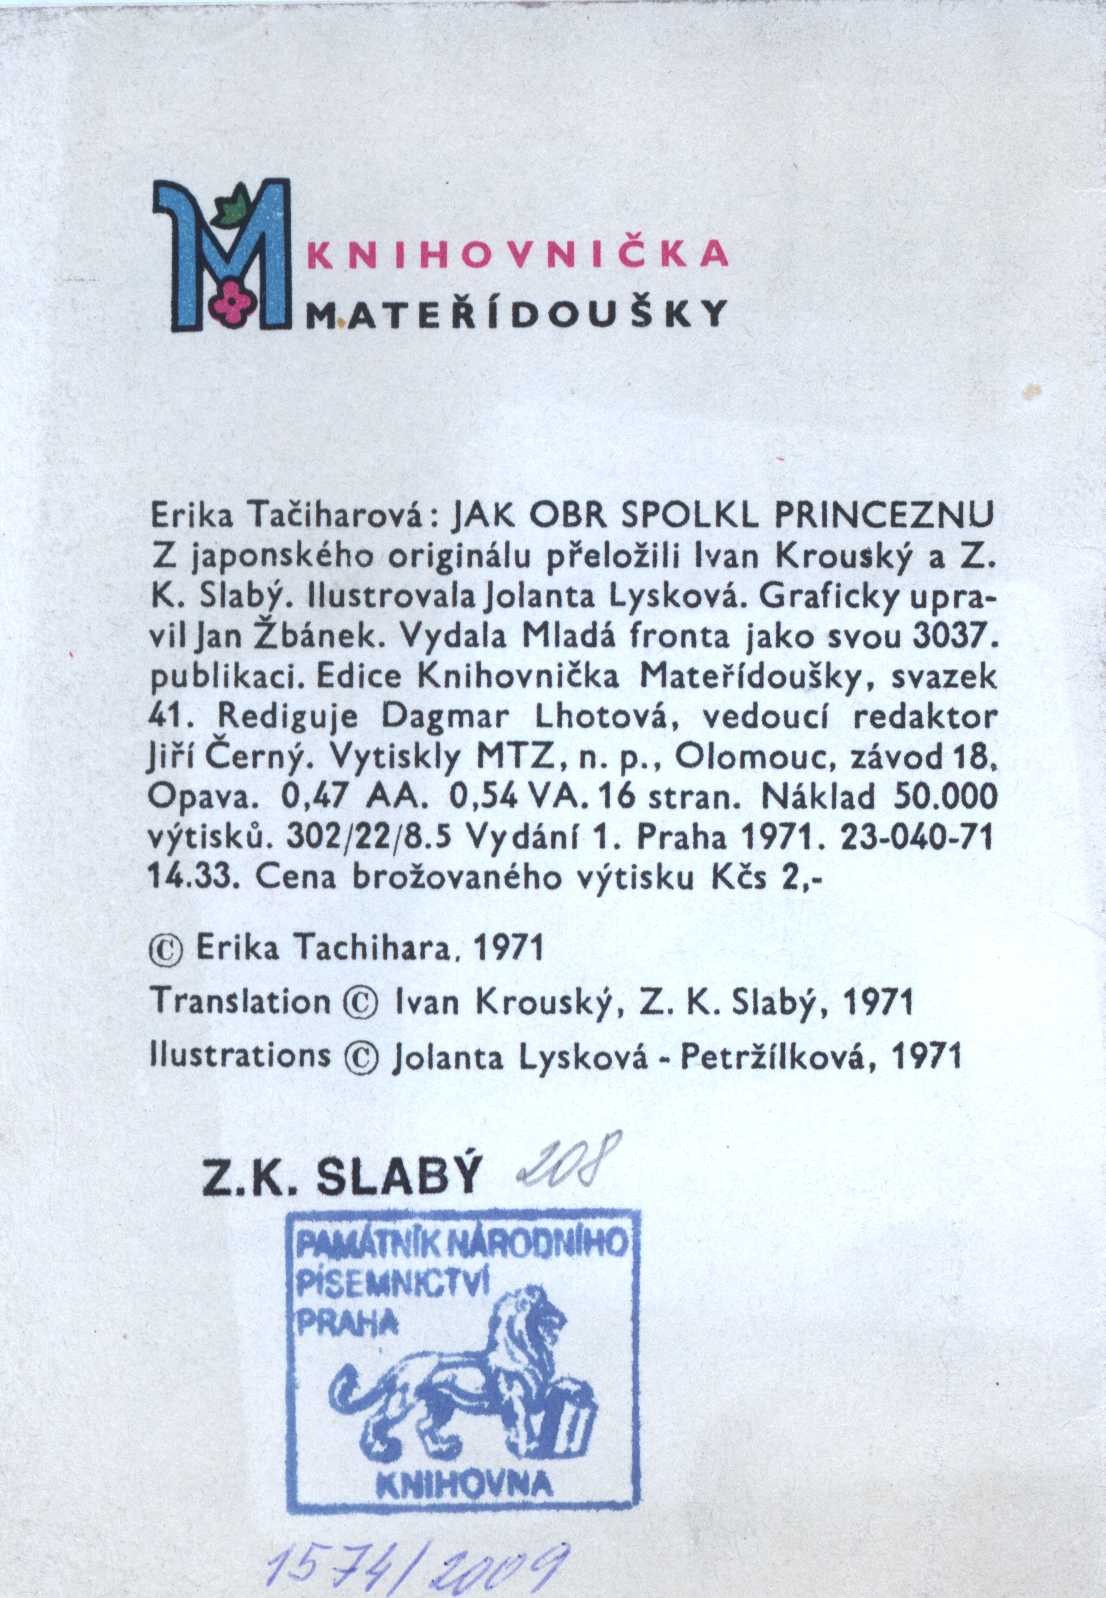 M KNIHOVNIČKA
MATEŘÍDOUŠKY
Erika Tačiharová: JAK OBR SPOLKL PRINCEZNU
Z japonského originálu přeložili Ivan Krouský a Z.
K. Slabý. Ilustrovala Jolanta Lysková. Graficky upra-
vil Jan Žbánek. Vydala Mladá fronta jako svou 3037.
publikaci. Edice Knihovnička Mateřídoušky, svazek
41. Rediguje Dagmar Lhotová, vedoucí redaktor
Jiří Černý. Vytiskly MTZ, n. p., Olomouc, závod 18,
Opava. 0,47 AA. 0,54 VA. 16 stran. Náklad 50.000
výtisků. 302/22/8.5 Vydání 1. Praha 1971. 23-040-71
14.33. Cena brožovaného výtisku Kčs 2,-
© Erika Tachihara, 1971
Translation © Ivan Krouský, Z. K. Slabý, 1971
Ilustrations © Jolanta Lysková - Petržílková, 1971
Z.K. SLABÝ 208
PAMÁTNÍK NÁRODNÍHO
PÍSEMNICTVÍ
PRAHA
KNIHOVNA
1574/2009